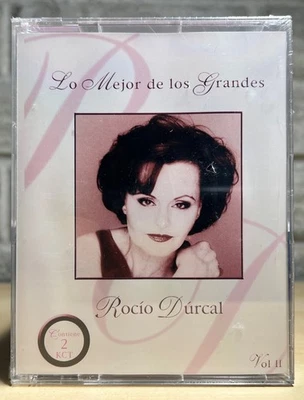 Lo Mejor de los Grandes
Rocío Dúrcal
Contiene
2
KCT
Vol II